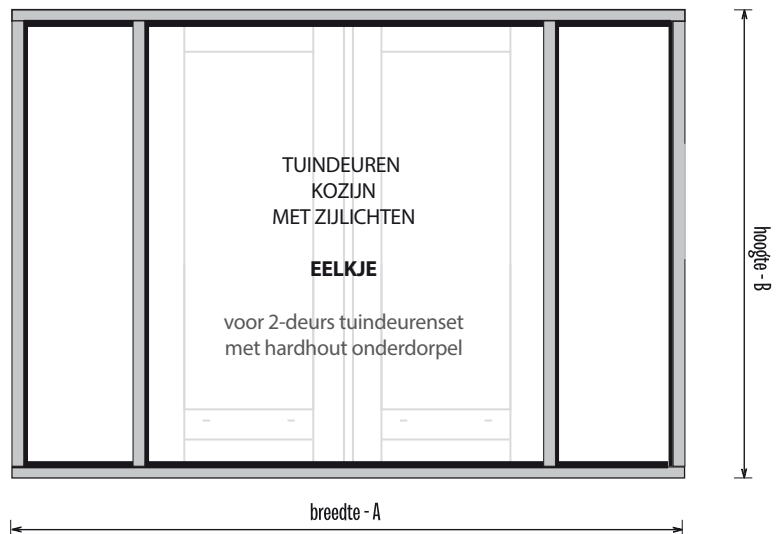 TUINDEUREN
KOZIJN
MET ZIJLICHTEN
EELKJE
voor 2-deurs tuindeurenset
met hardhout onderdorpel
hoogte - B
breedte - A